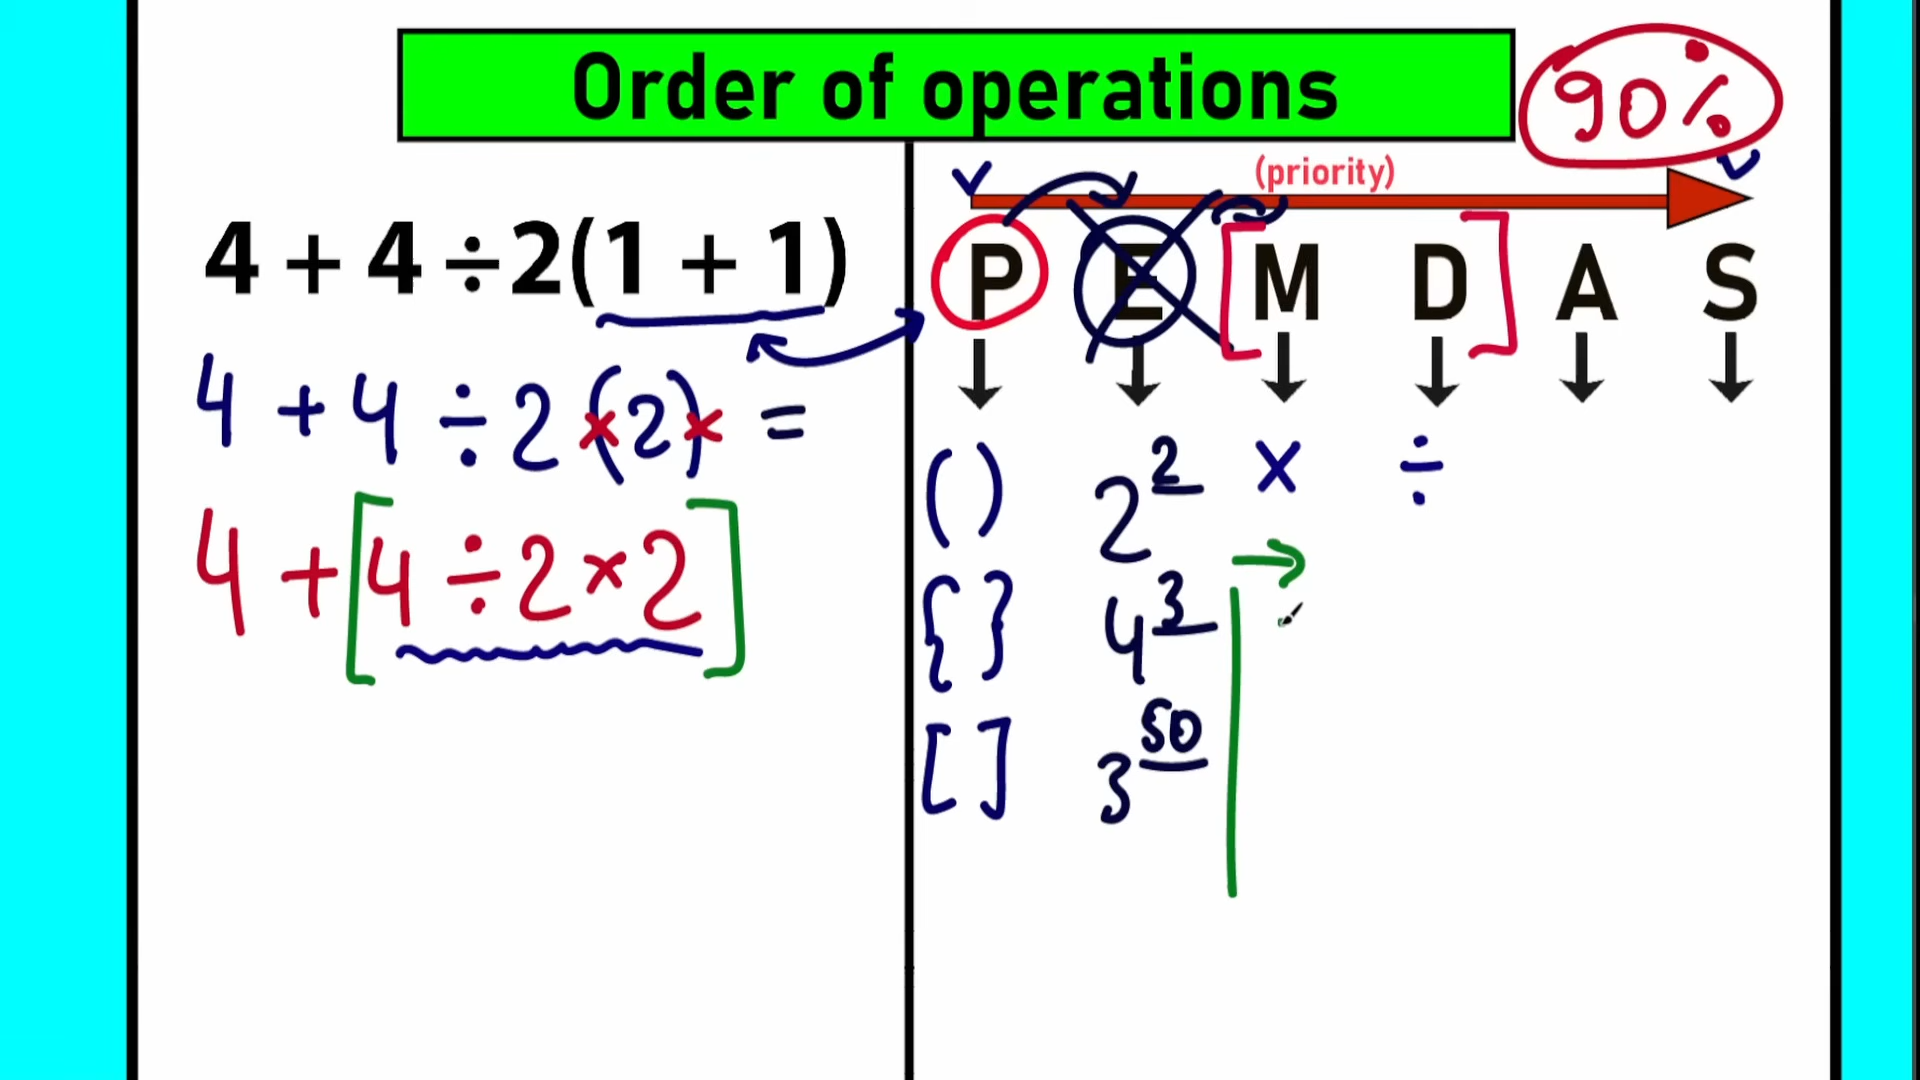 Order of operations
90%
(priority)
4 + 4 ÷ 2(1 + 1)
P E [M D] A S
4 + 4 ÷ 2 × (2) × =
4 + [4 ÷ 2 × 2]
( ) 2² × ÷
{ } 4³
[ ] 3⁵⁰